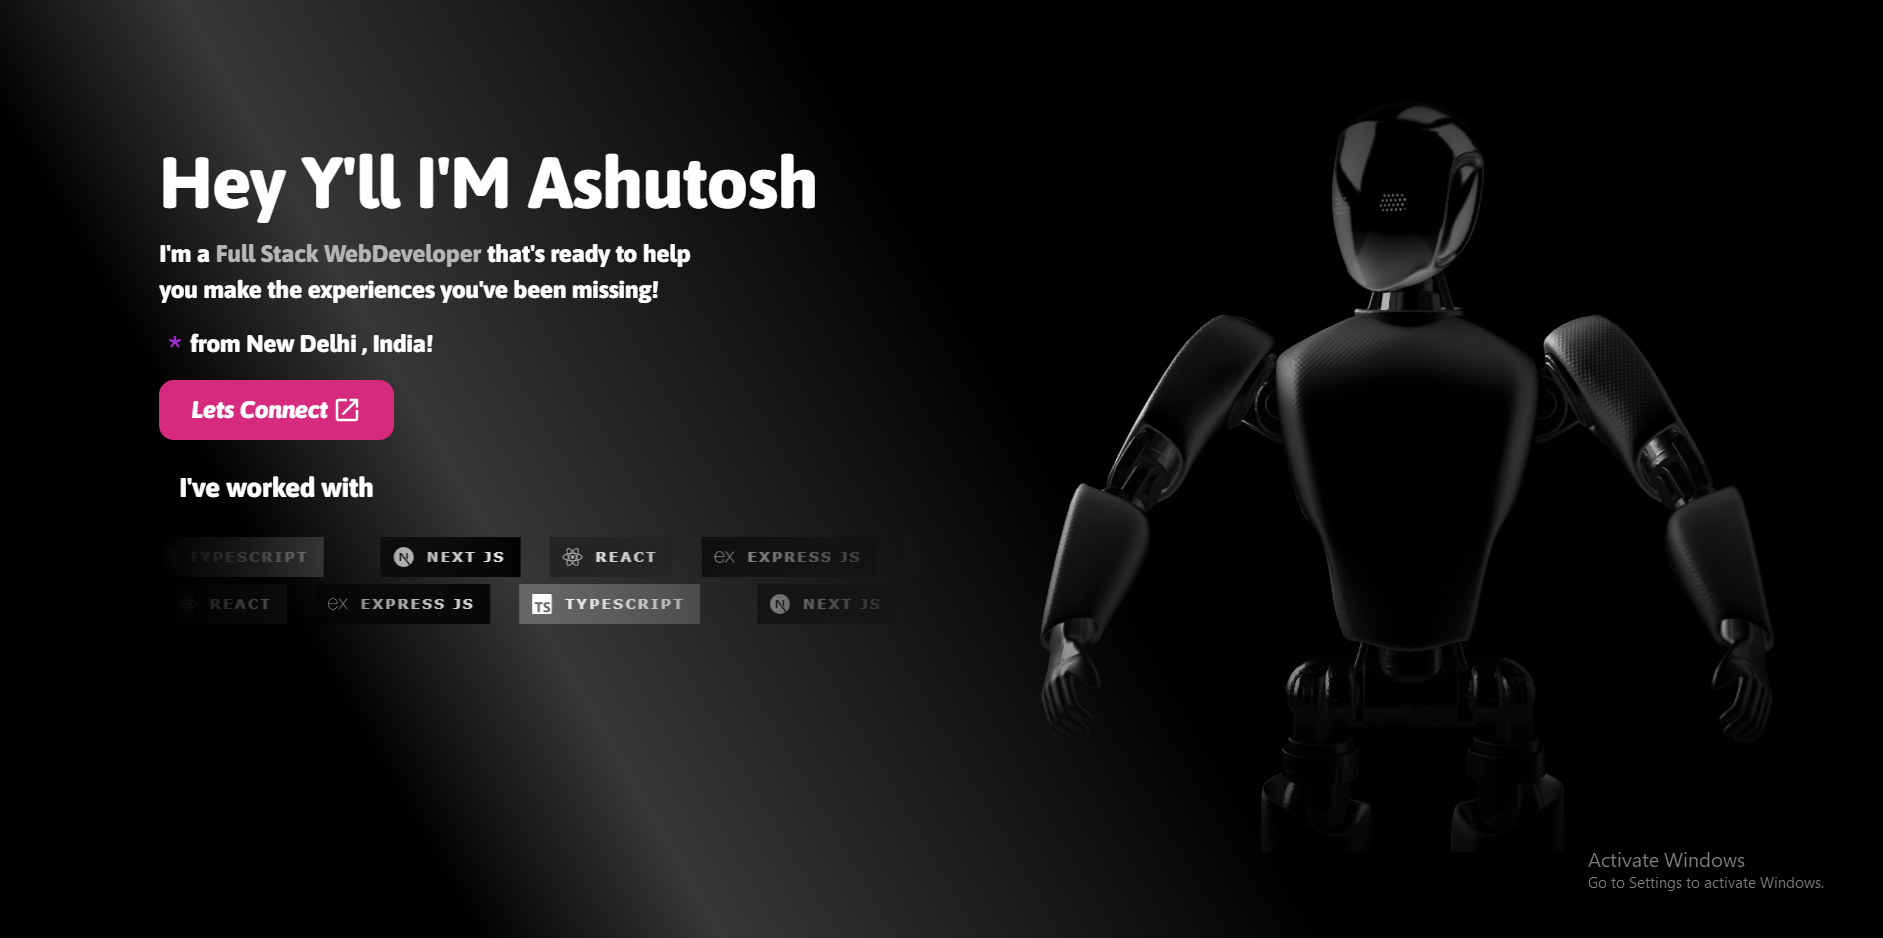 Hey Y'll I'M Ashutosh
I'm a Full Stack WebDeveloper that's ready to help
you make the experiences you've been missing!
* from New Delhi , India!
Lets Connect
I've worked with
TYPESCRIPT NEXT JS REACT ex EXPRESS JS
REACT ex EXPRESS JS TS TYPESCRIPT NEXT JS
Activate Windows
Go to Settings to activate Windows.